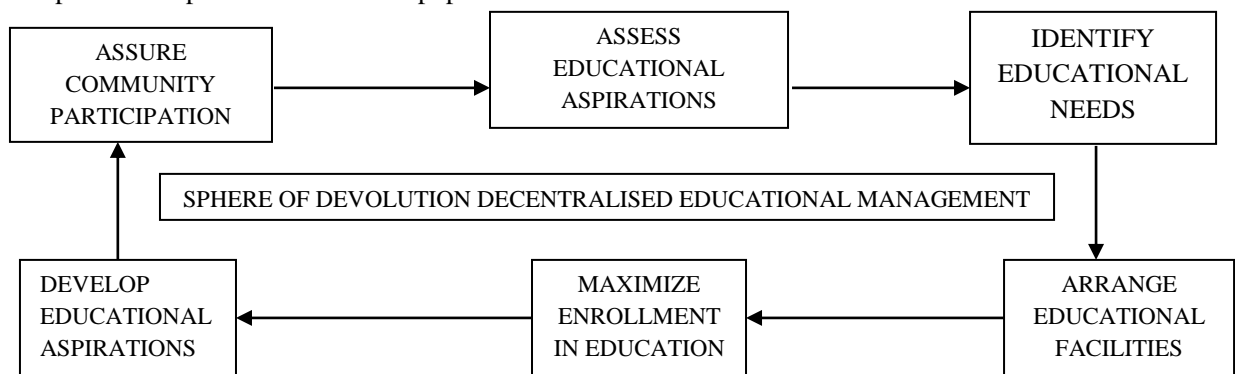 ASSURE
COMMUNITY
PARTICIPATION
ASSESS
EDUCATIONAL
ASPIRATIONS
IDENTIFY
EDUCATIONAL
NEEDS
SPHERE OF DEVOLUTION DECENTRALISED EDUCATIONAL MANAGEMENT
DEVELOP
EDUCATIONAL
ASPIRATIONS
MAXIMIZE
ENROLLMENT
IN EDUCATION
ARRANGE
EDUCATIONAL
FACILITIES